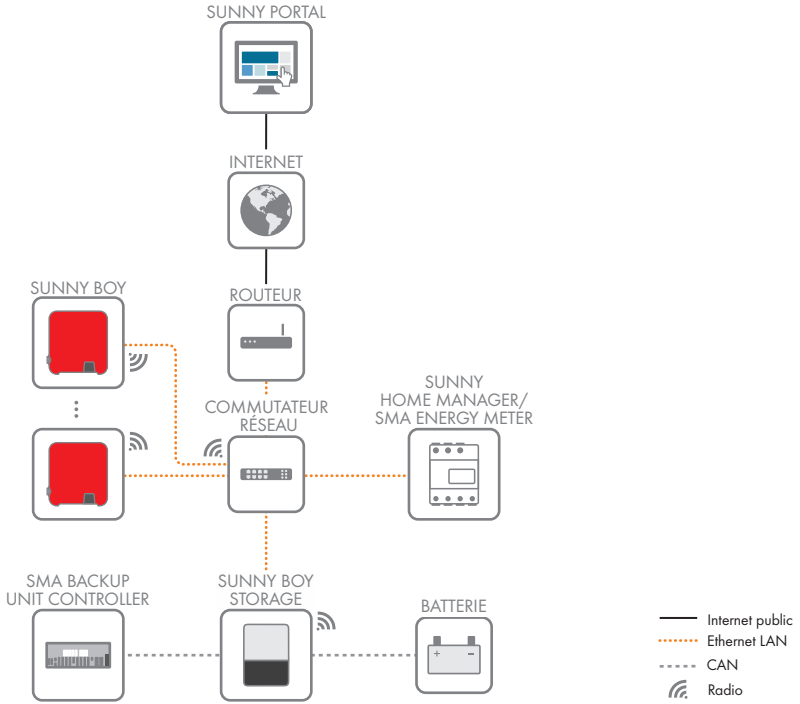 SUNNY PORTAL
INTERNET
SUNNY BOY
ROUTEUR
SUNNY
HOME MANAGER/
SMA ENERGY METER
COMMUTATEUR
RÉSEAU
SMA BACKUP
UNIT CONTROLLER
SUNNY BOY
STORAGE
BATTERIE
+ −
Internet public
Ethernet LAN
CAN
Radio